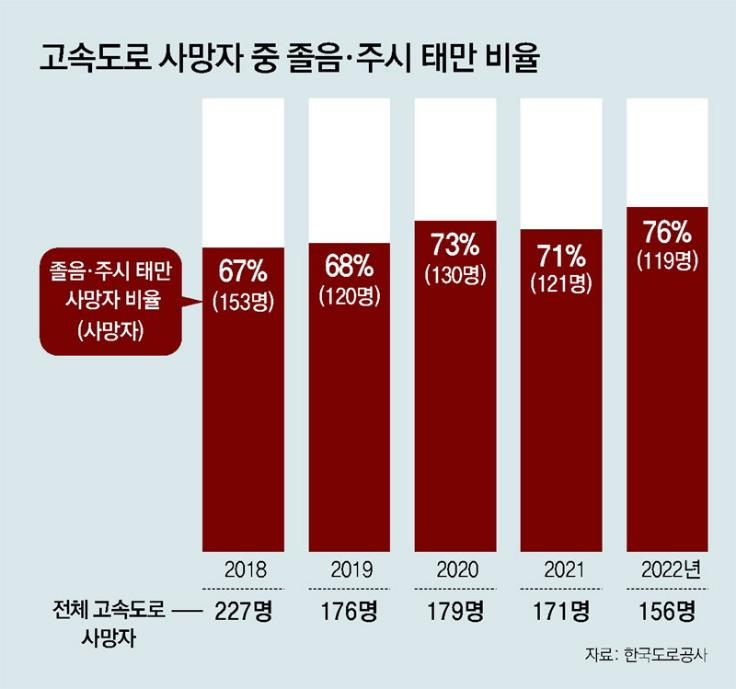 고속도로 사망자 중 졸음·주시 태만 비율
졸음·주시 태만
사망자 비율
(사망자)
67%
(153명)
68%
(120명)
73%
(130명)
71%
(121명)
76%
(119명)
2018 2019 2020 2021 2022년
전체 고속도로
사망자
227명 176명 179명 171명 156명
자료: 한국도로공사